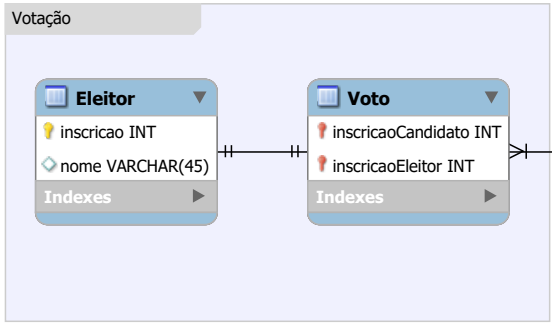 Votação
Eleitor
inscricao INT
nome VARCHAR(45)
Indexes
Voto
inscricaoCandidato INT
inscricaoEleitor INT
Indexes